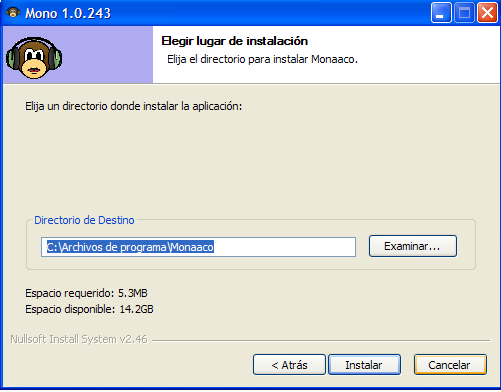 Mono 1.0.243
Elegir lugar de instalación
Elija el directorio para instalar Monaaco.
Elija un directorio donde instalar la aplicación:
Directorio de Destino
C:\Archivos de programa\Monaaco
Examinar...
Espacio requerido: 5.3MB
Espacio disponible: 14.2GB
Nullsoft Install System v2.46
< Atrás
Instalar
Cancelar